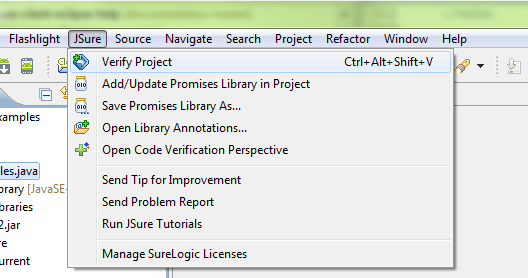 Flashlight JSure Source Navigate Search Project Refactor Window Help
Verify Project Ctrl+Alt+Shift+V
Add/Update Promises Library in Project
Save Promises Library As...
Open Library Annotations...
Open Code Verification Perspective
Send Tip for Improvement
Send Problem Report
Run JSure Tutorials
Manage SureLogic Licenses
xamples
les.java
brary [JavaSE-
braries
2.jar
re
urrent